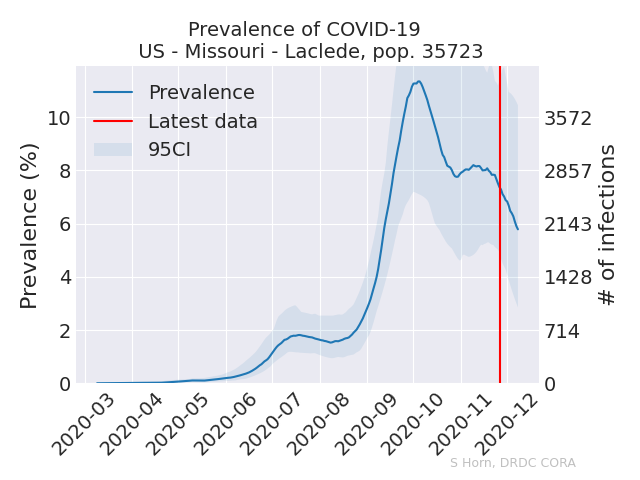 Prevalence of COVID-19
US - Missouri - Laclede, pop. 35723
Prevalence
Latest data
95CI
Prevalence (%)
10
8
6
4
2
0
3572
2857
2143
1428
714
0
# of infections
2020-03
2020-04
2020-05
2020-06
2020-07
2020-08
2020-09
2020-10
2020-11
2020-12
S Horn, DRDC CORA